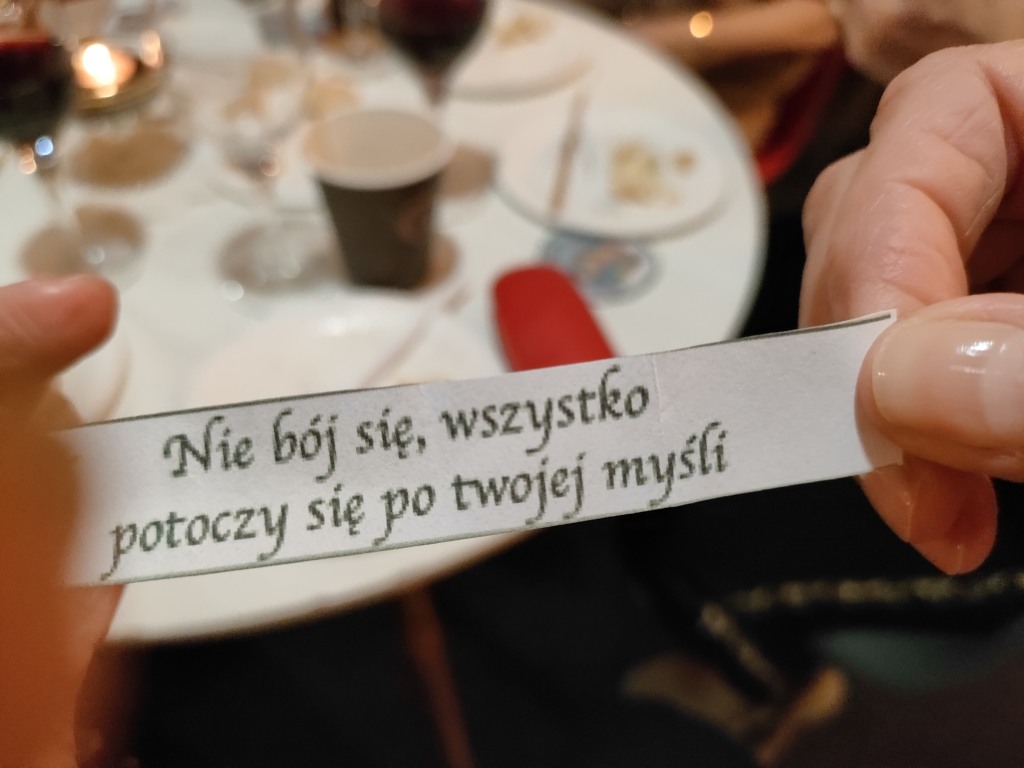 Nie bój się, wszystko
potoczy się po twojej myśli